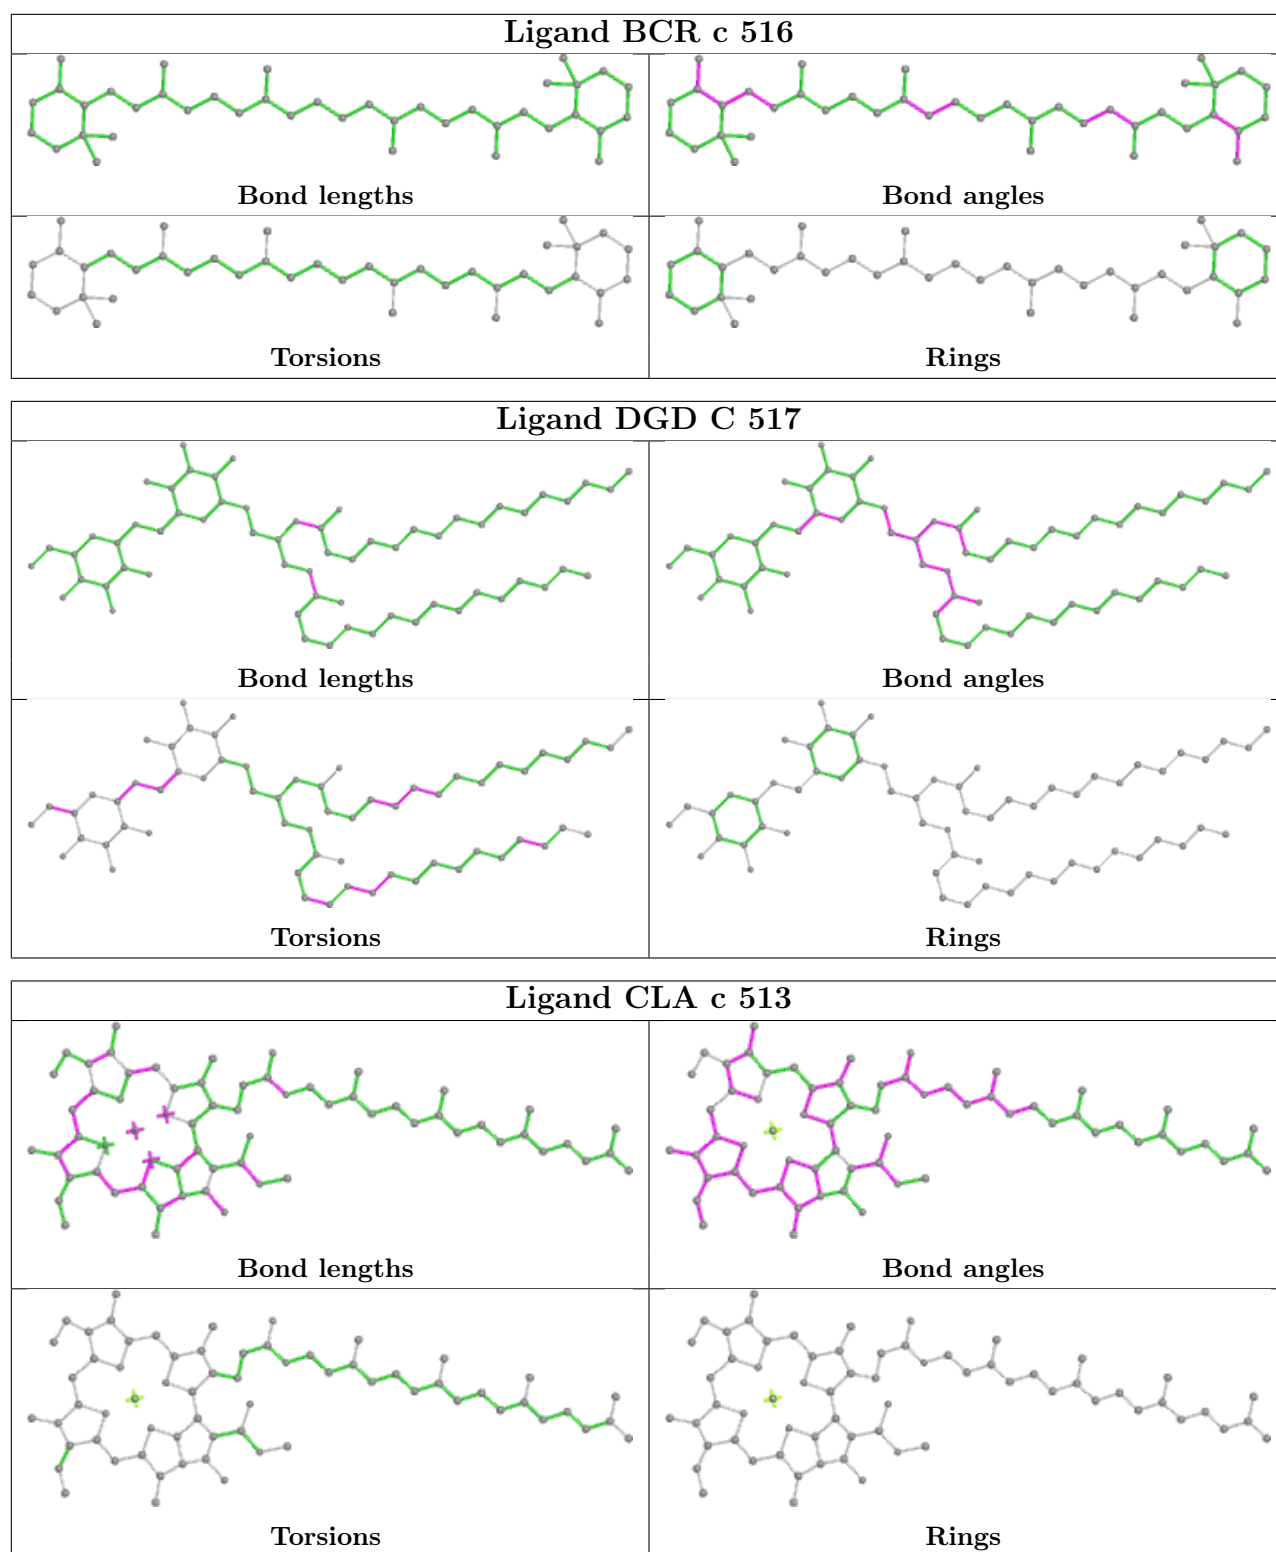 Ligand BCR c 516
Bond lengths
Bond angles
Torsions
Rings
Ligand DGD C 517
Bond lengths
Bond angles
Torsions
Rings
Ligand CLA c 513
Bond lengths
Bond angles
Torsions
Rings